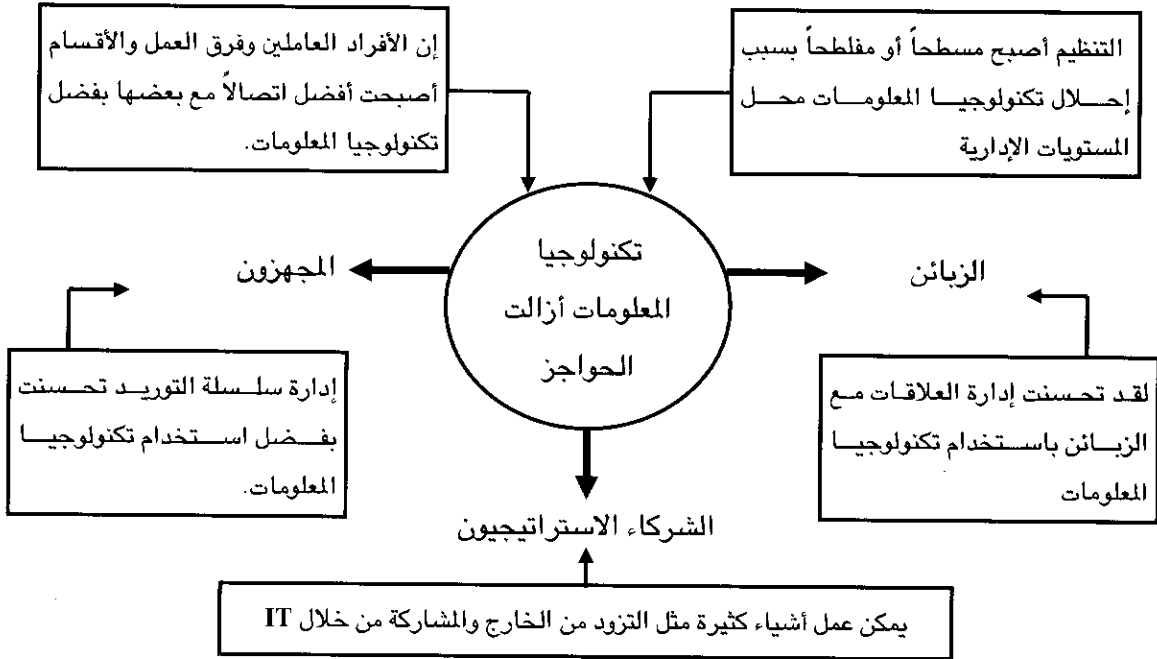 التنظيم أصبح مسطحاً أو مفلطحاً بسبب
إحلال تكنولوجيا المعلومات محل
المستويات الإدارية
إن الأفراد العاملين وفرق العمل والأقسام
أصبحت أفضل اتصالاً مع بعضها بفضل
تكنولوجيا المعلومات.
تكنولوجيا
المعلومات أزالت
الحواجز
الزبائن
المجهزون
لقد تحسنت إدارة العلاقات مع
الزبائن باستخدام تكنولوجيا
المعلومات
إدارة سلسلة التوريد تحسنت
بفضل استخدام تكنولوجيا
المعلومات.
الشركاء الاستراتيجيون
يمكن عمل أشياء كثيرة مثل التزود من الخارج والمشاركة من خلال IT